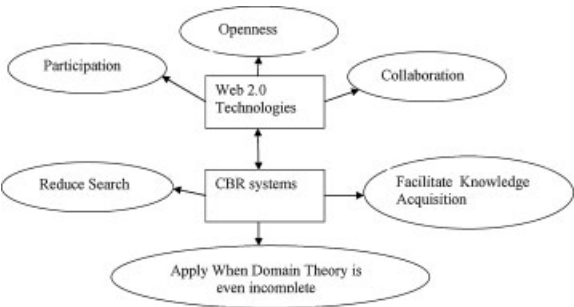 Openness
Participation
Collaboration
Web 2.0
Technologies
Reduce Search
CBR systems
Facilitate Knowledge
Acquisition
Apply When Domain Theory is
even incomplete